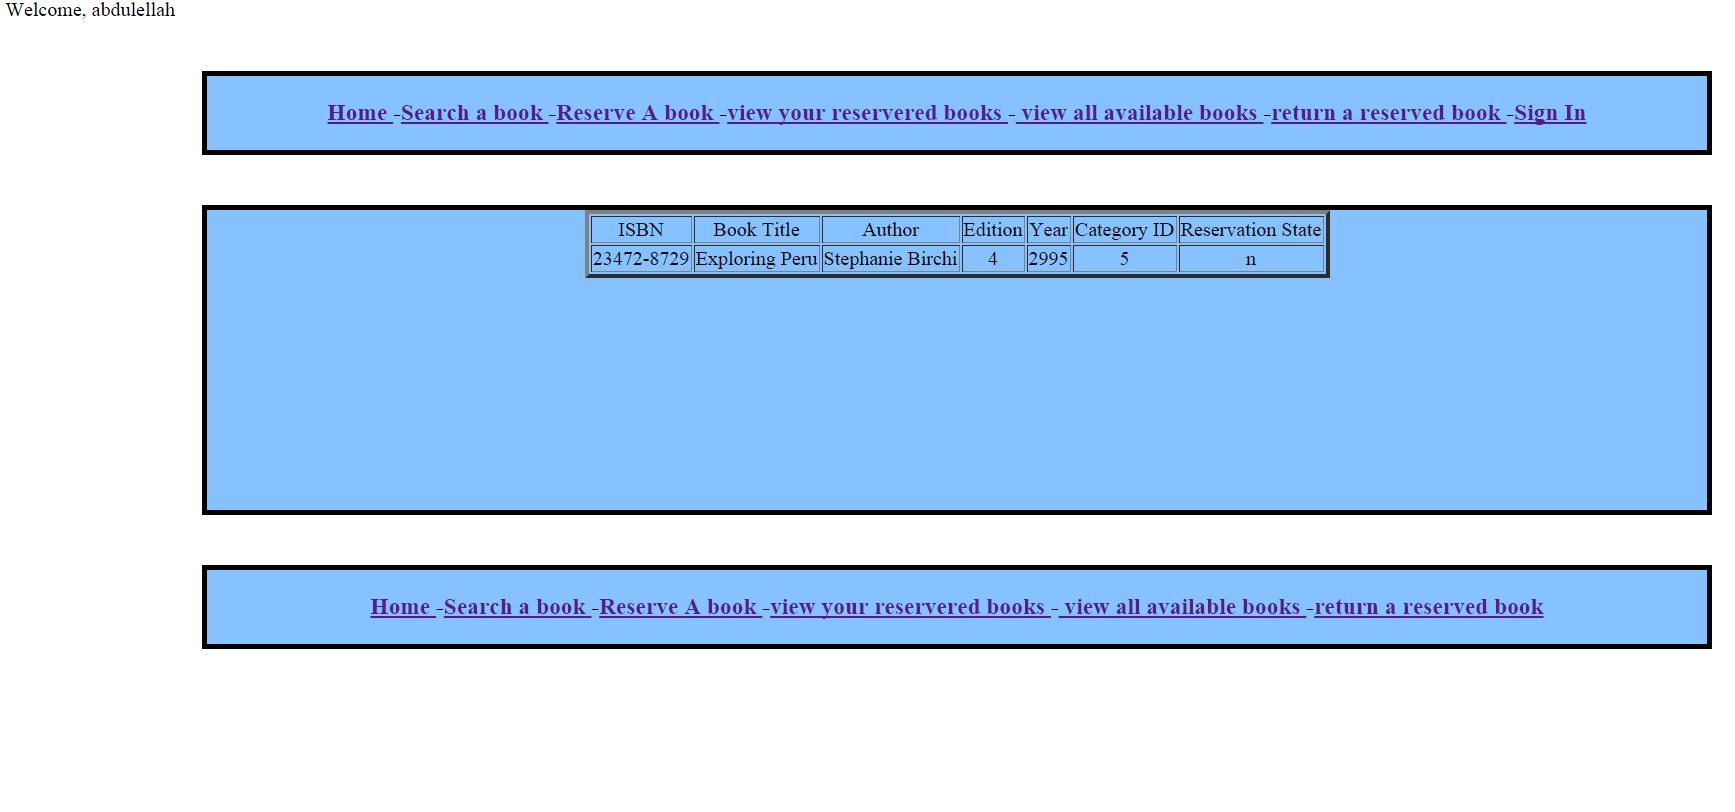 Welcome, abdulellah
Home -Search a book -Reserve A book -view your reservered books - view all available books -return a reserved book -Sign In
ISBN Book Title Author Edition Year Category ID Reservation State
23472-8729 Exploring Peru Stephanie Birchi 4 2995 5 n
Home -Search a book -Reserve A book -view your reservered books - view all available books -return a reserved book